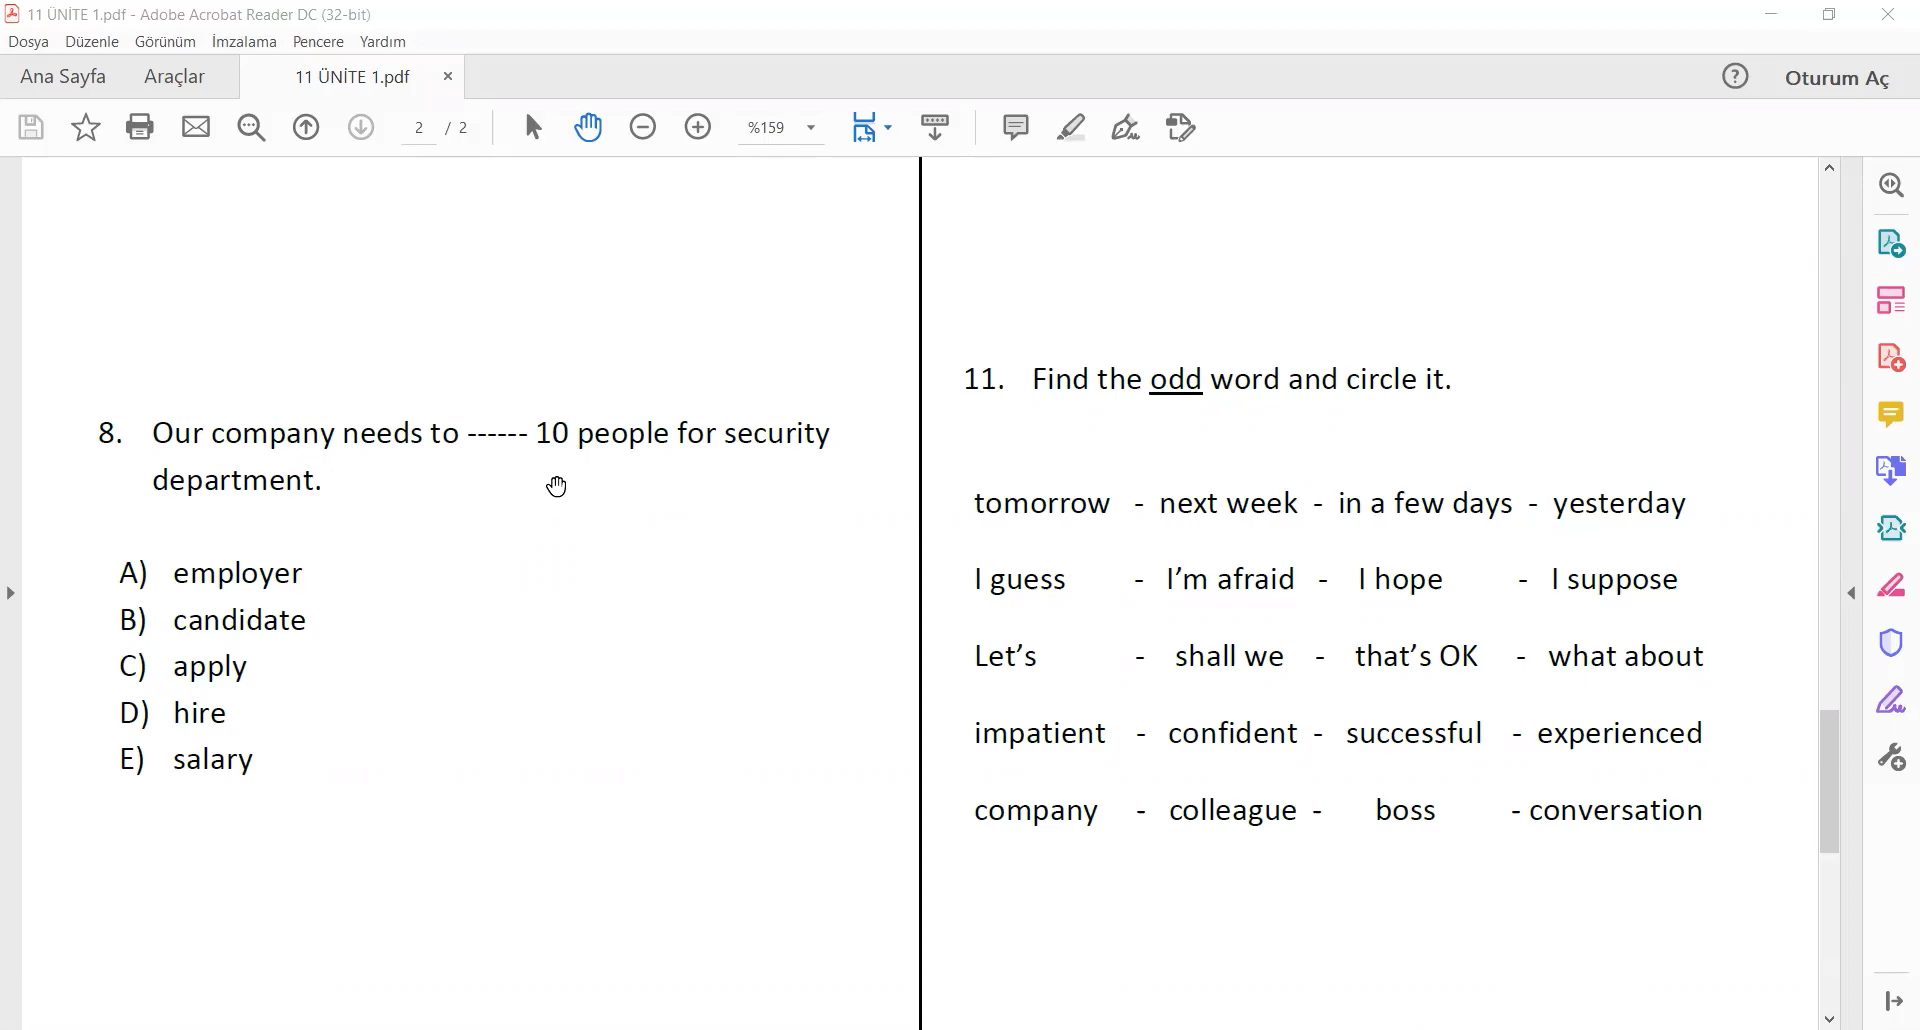 11 ÜNİTE 1.pdf - Adobe Acrobat Reader DC (32-bit)
Dosya Düzenle Görünüm İmzalama Pencere Yardım
Ana Sayfa Araçlar 11 ÜNİTE 1.pdf × Oturum Aç
2 / 2 %159
8. Our company needs to ------ 10 people for security
department.
A) employer
B) candidate
C) apply
D) hire
E) salary
11. Find the odd word and circle it.
tomorrow - next week - in a few days - yesterday
I guess - I’m afraid - I hope - I suppose
Let’s - shall we - that’s OK - what about
impatient - confident - successful - experienced
company - colleague - boss - conversation